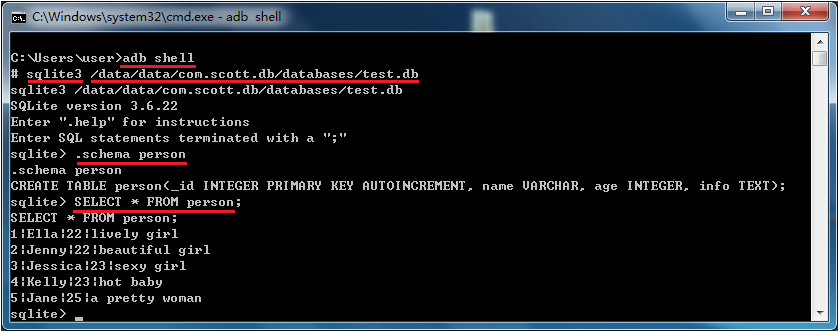 C:\Windows\system32\cmd.exe - adb  shell
C:\Users\user>adb shell
# sqlite3 /data/data/com.scott.db/databases/test.db
sqlite3 /data/data/com.scott.db/databases/test.db
SQLite version 3.6.22
Enter ".help" for instructions
Enter SQL statements terminated with a ";"
sqlite> .schema person
.schema person
CREATE TABLE person(_id INTEGER PRIMARY KEY AUTOINCREMENT, name VARCHAR, age INTEGER, info TEXT);
sqlite> SELECT * FROM person;
SELECT * FROM person;
1|Ella|22|lively girl
2|Jenny|22|beautiful girl
3|Jessica|23|sexy girl
4|Kelly|23|hot baby
5|Jane|25|a pretty woman
sqlite> _